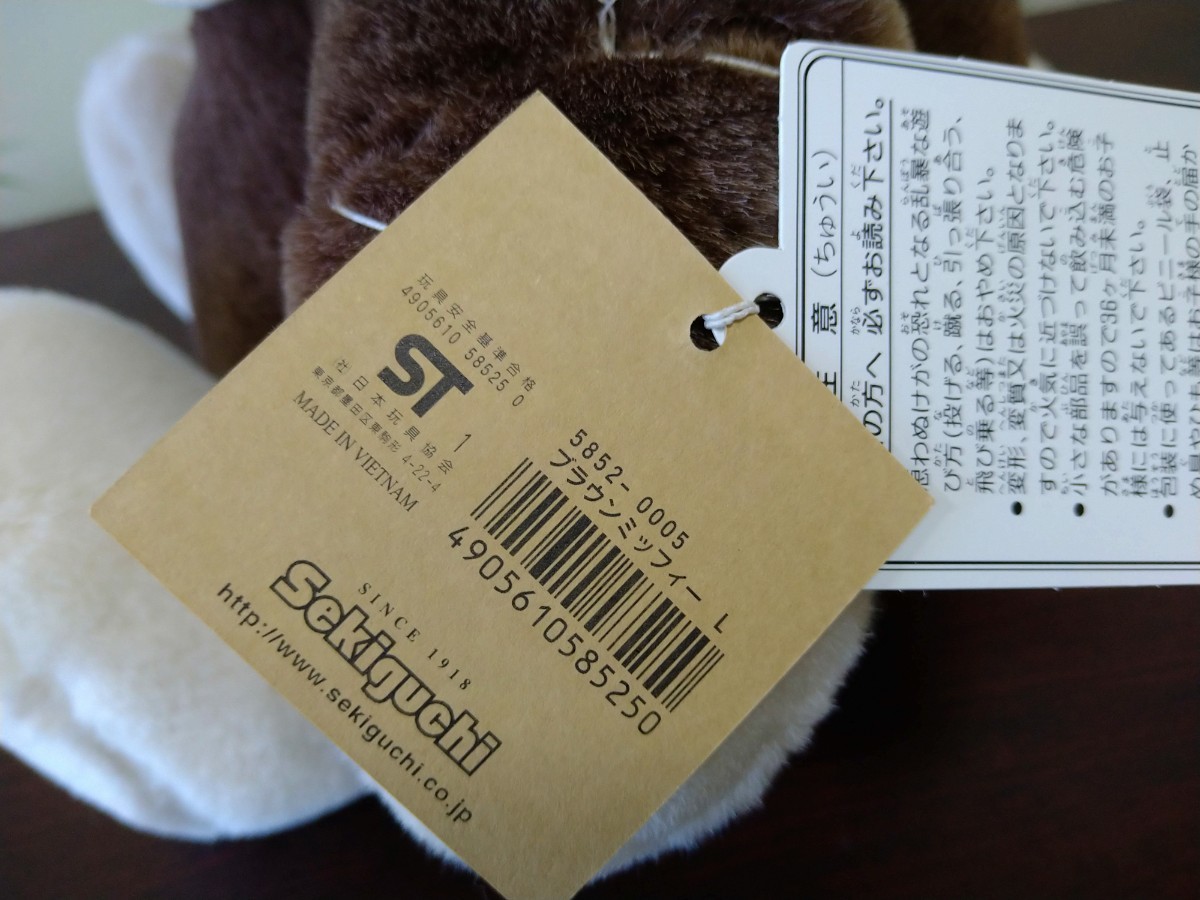 玩具安全基準合格
4905610 58525 0
ST
1
社 日本玩具協会
東京都墨田区東駒形 4-22-4
MADE IN VIETNAM
5852- 0005
ブラウンミッフィー L
4905610585250
SINCE 1918
Sekiguchi
http://www.sekiguchi.co.jp
意 (ちゅうい)
の方へ 必ずお読み下さい。
思わぬけがの恐れとなる乱暴な遊
び方(投げる、蹴る、引っ張り合う、
飛び乗る等)はおやめ下さい。
変形、変質又は火災の原因となりま
すので火気に近づけないで下さい。
小さな部品を誤って飲み込む危険
がありますので36ヶ月未満のお子
様には与えないで下さい。
包装に使ってあるビニール袋、止
お子様の手の届か